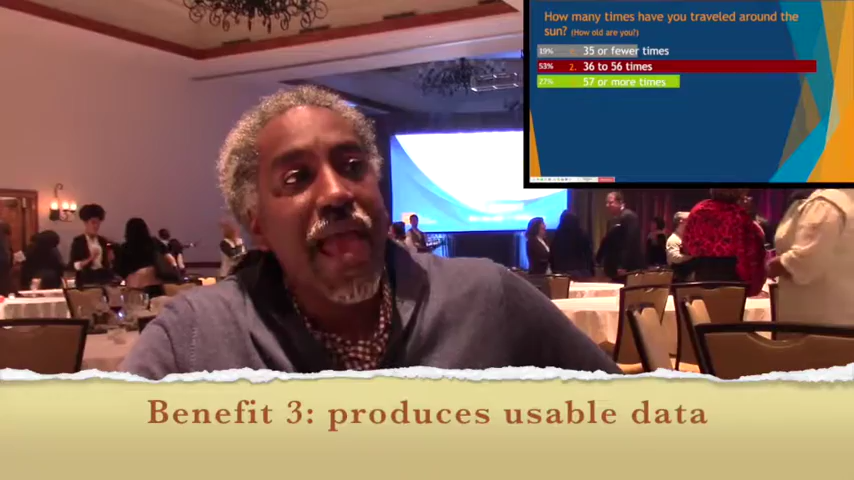 How many times have you traveled around the
sun? (How old are you?)
19% 35 or fewer times
53% 2. 36 to 56 times
27% 57 or more times
Benefit 3: produces usable data